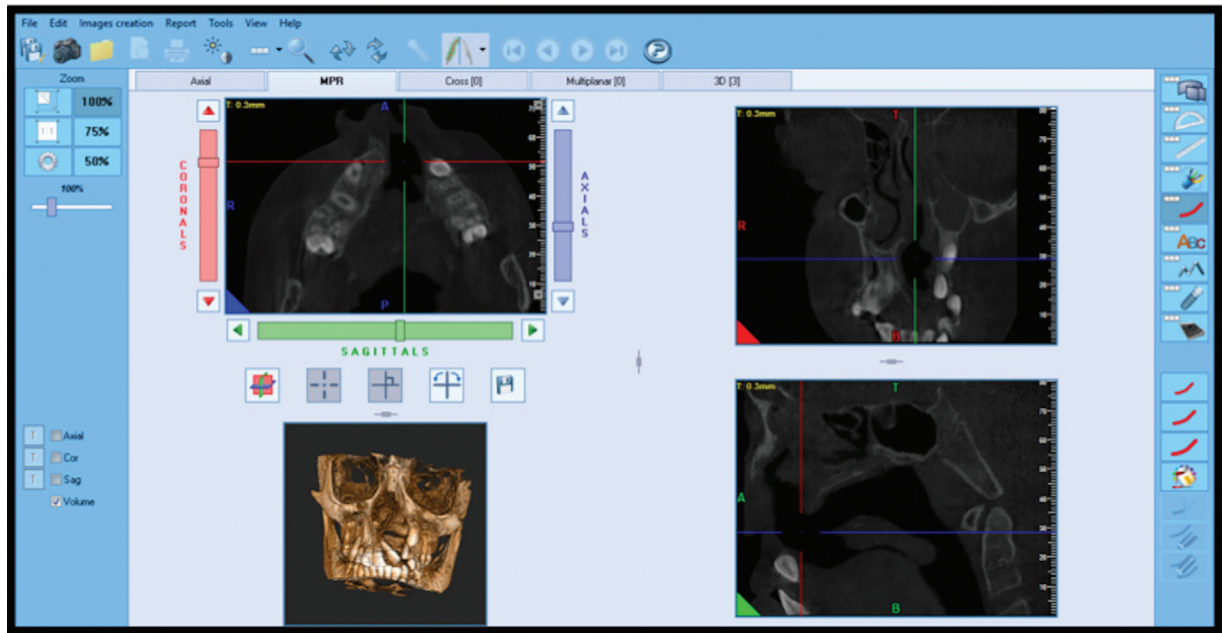 File Edit Images creation Report Tools View Help
Zoom
100%
75%
50%
100%
Axial MPR Cross [0] Multiplanar [0] 3D [3]
T: 0.3mm
A
R
P
CORONALS
AXIALS
SAGITTALS
T: 0.3mm
T
R
B
T: 0.3mm
T
A
B
T Axial
T Cor
T Sag
Volume
ABC